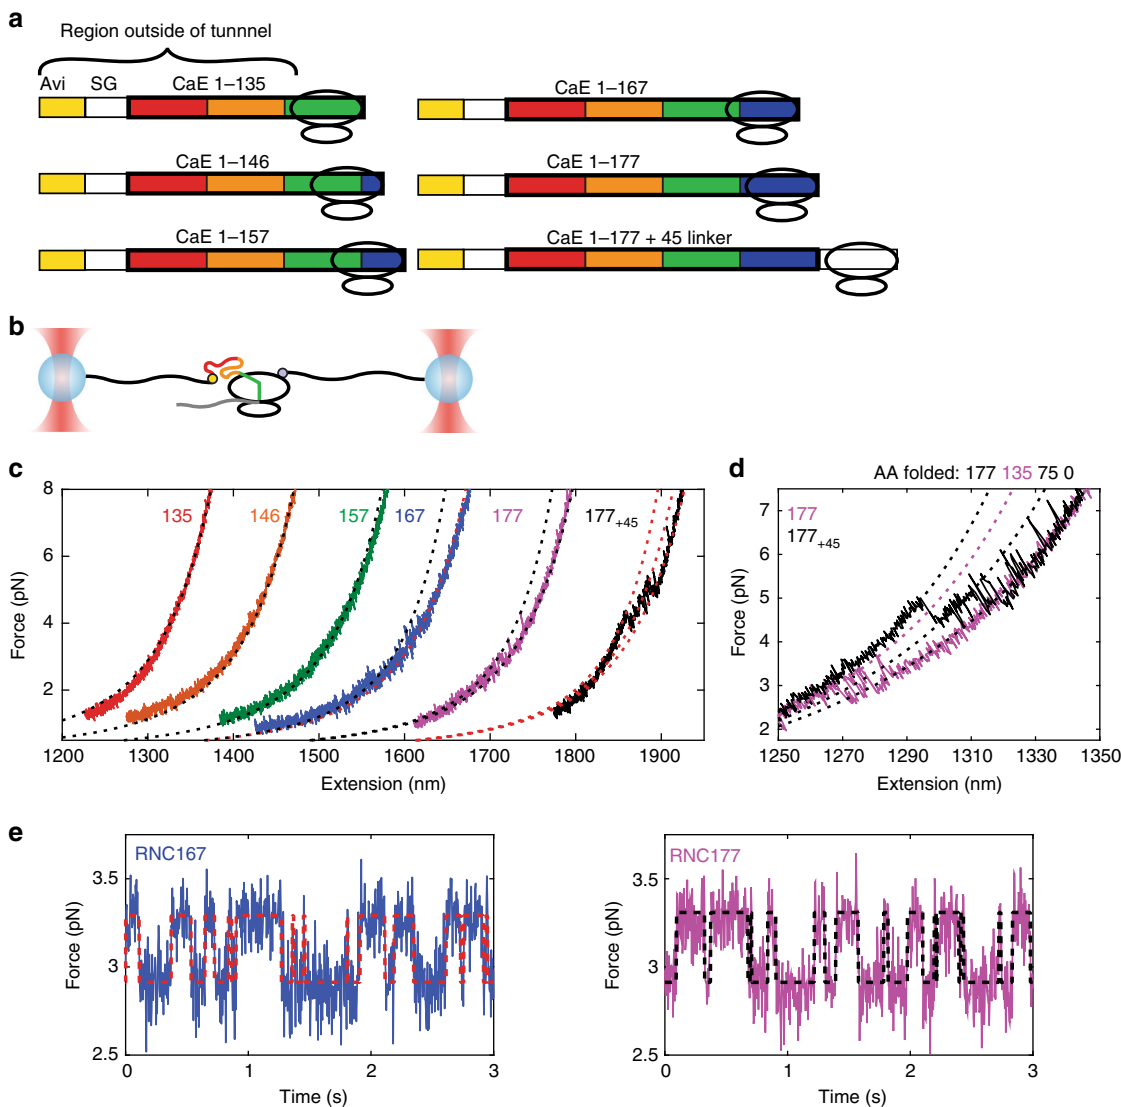 a
Region outside of tunnnel
Avi SG CaE 1–135
CaE 1–167
CaE 1–146
CaE 1–177
CaE 1–157
CaE 1–177 + 45 linker
b
c
8
6
4
2
Force (pN)
135 146 157 167 177 177+45
1200 1300 1400 1500 1600 1700 1800 1900
Extension (nm)
d
AA folded: 177 135 75 0
177
177+45
7
6
5
4
3
2
Force (pN)
1250 1270 1290 1310 1330 1350
Extension (nm)
e
RNC167
3.5
3
2.5
Force (pN)
0 1 2 3
Time (s)
RNC177
3.5
3
2.5
Force (pN)
0 1 2 3
Time (s)